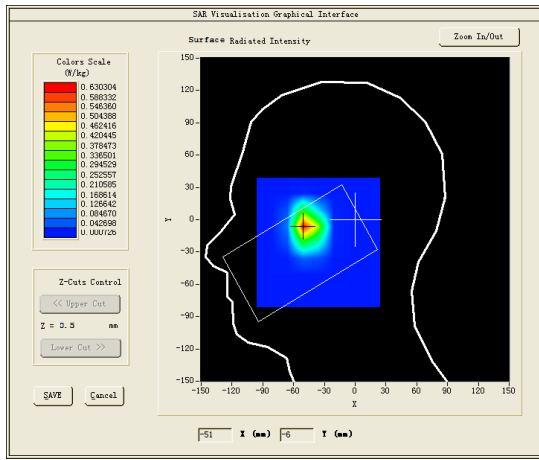 SAR Visualisation Graphical Interface
Surface Radiated Intensity
Zoom In/Out
Colors Scale
(W/kg)
0.630304
0.588332
0.546360
0.504388
0.462416
0.420445
0.378473
0.336501
0.294529
0.252557
0.210585
0.168614
0.126642
0.084670
0.042698
0.000726
Z-Cuts Control
<< Upper Cut
Z = 0.5 mm
Lower Cut >>
SAVE
Cancel
150
120
90
60
30
Y
0
-30
-60
-90
-120
-150
-150 -120 -90 -60 -30 0 30 60 90 120 150
X
-51 X (mm) -6 Y (mm)